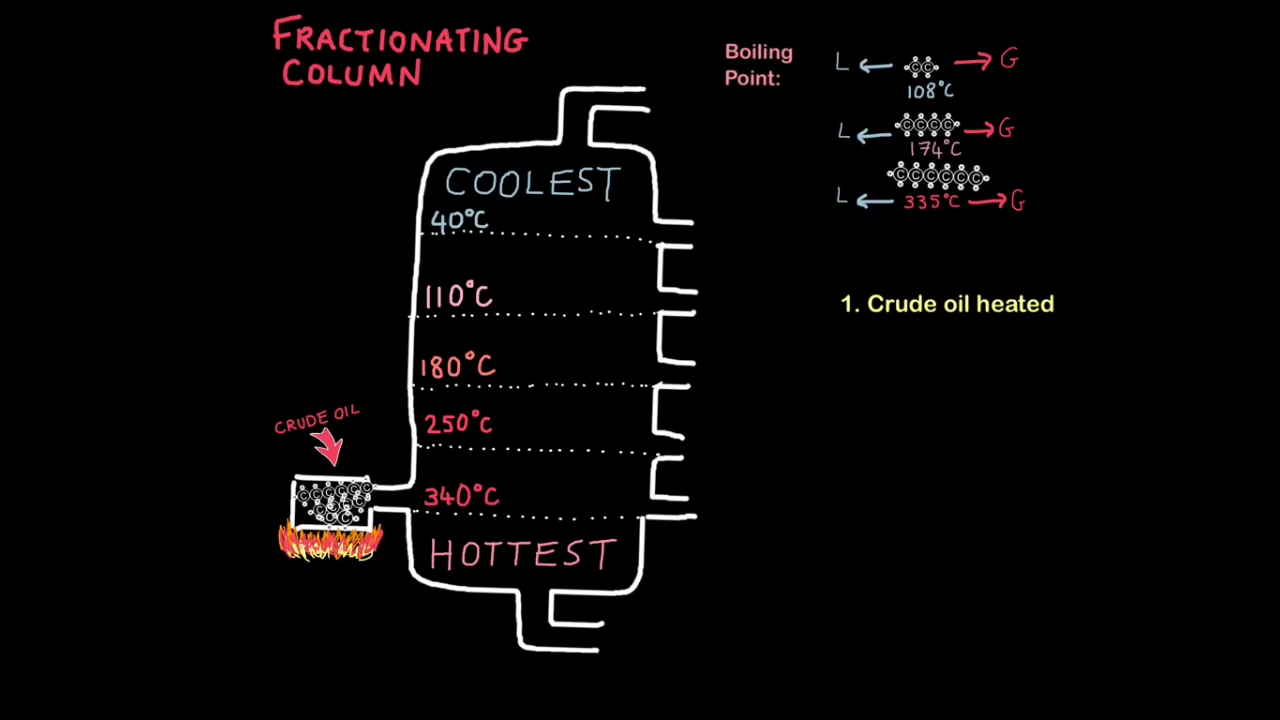 FRACTIONATING
COLUMN
Boiling
Point:
L G
108°C
L G
174°C
L G
335°C
COOLEST
40°C
110°C
180°C
250°C
340°C
HOTTEST
CRUDE OIL
1. Crude oil heated